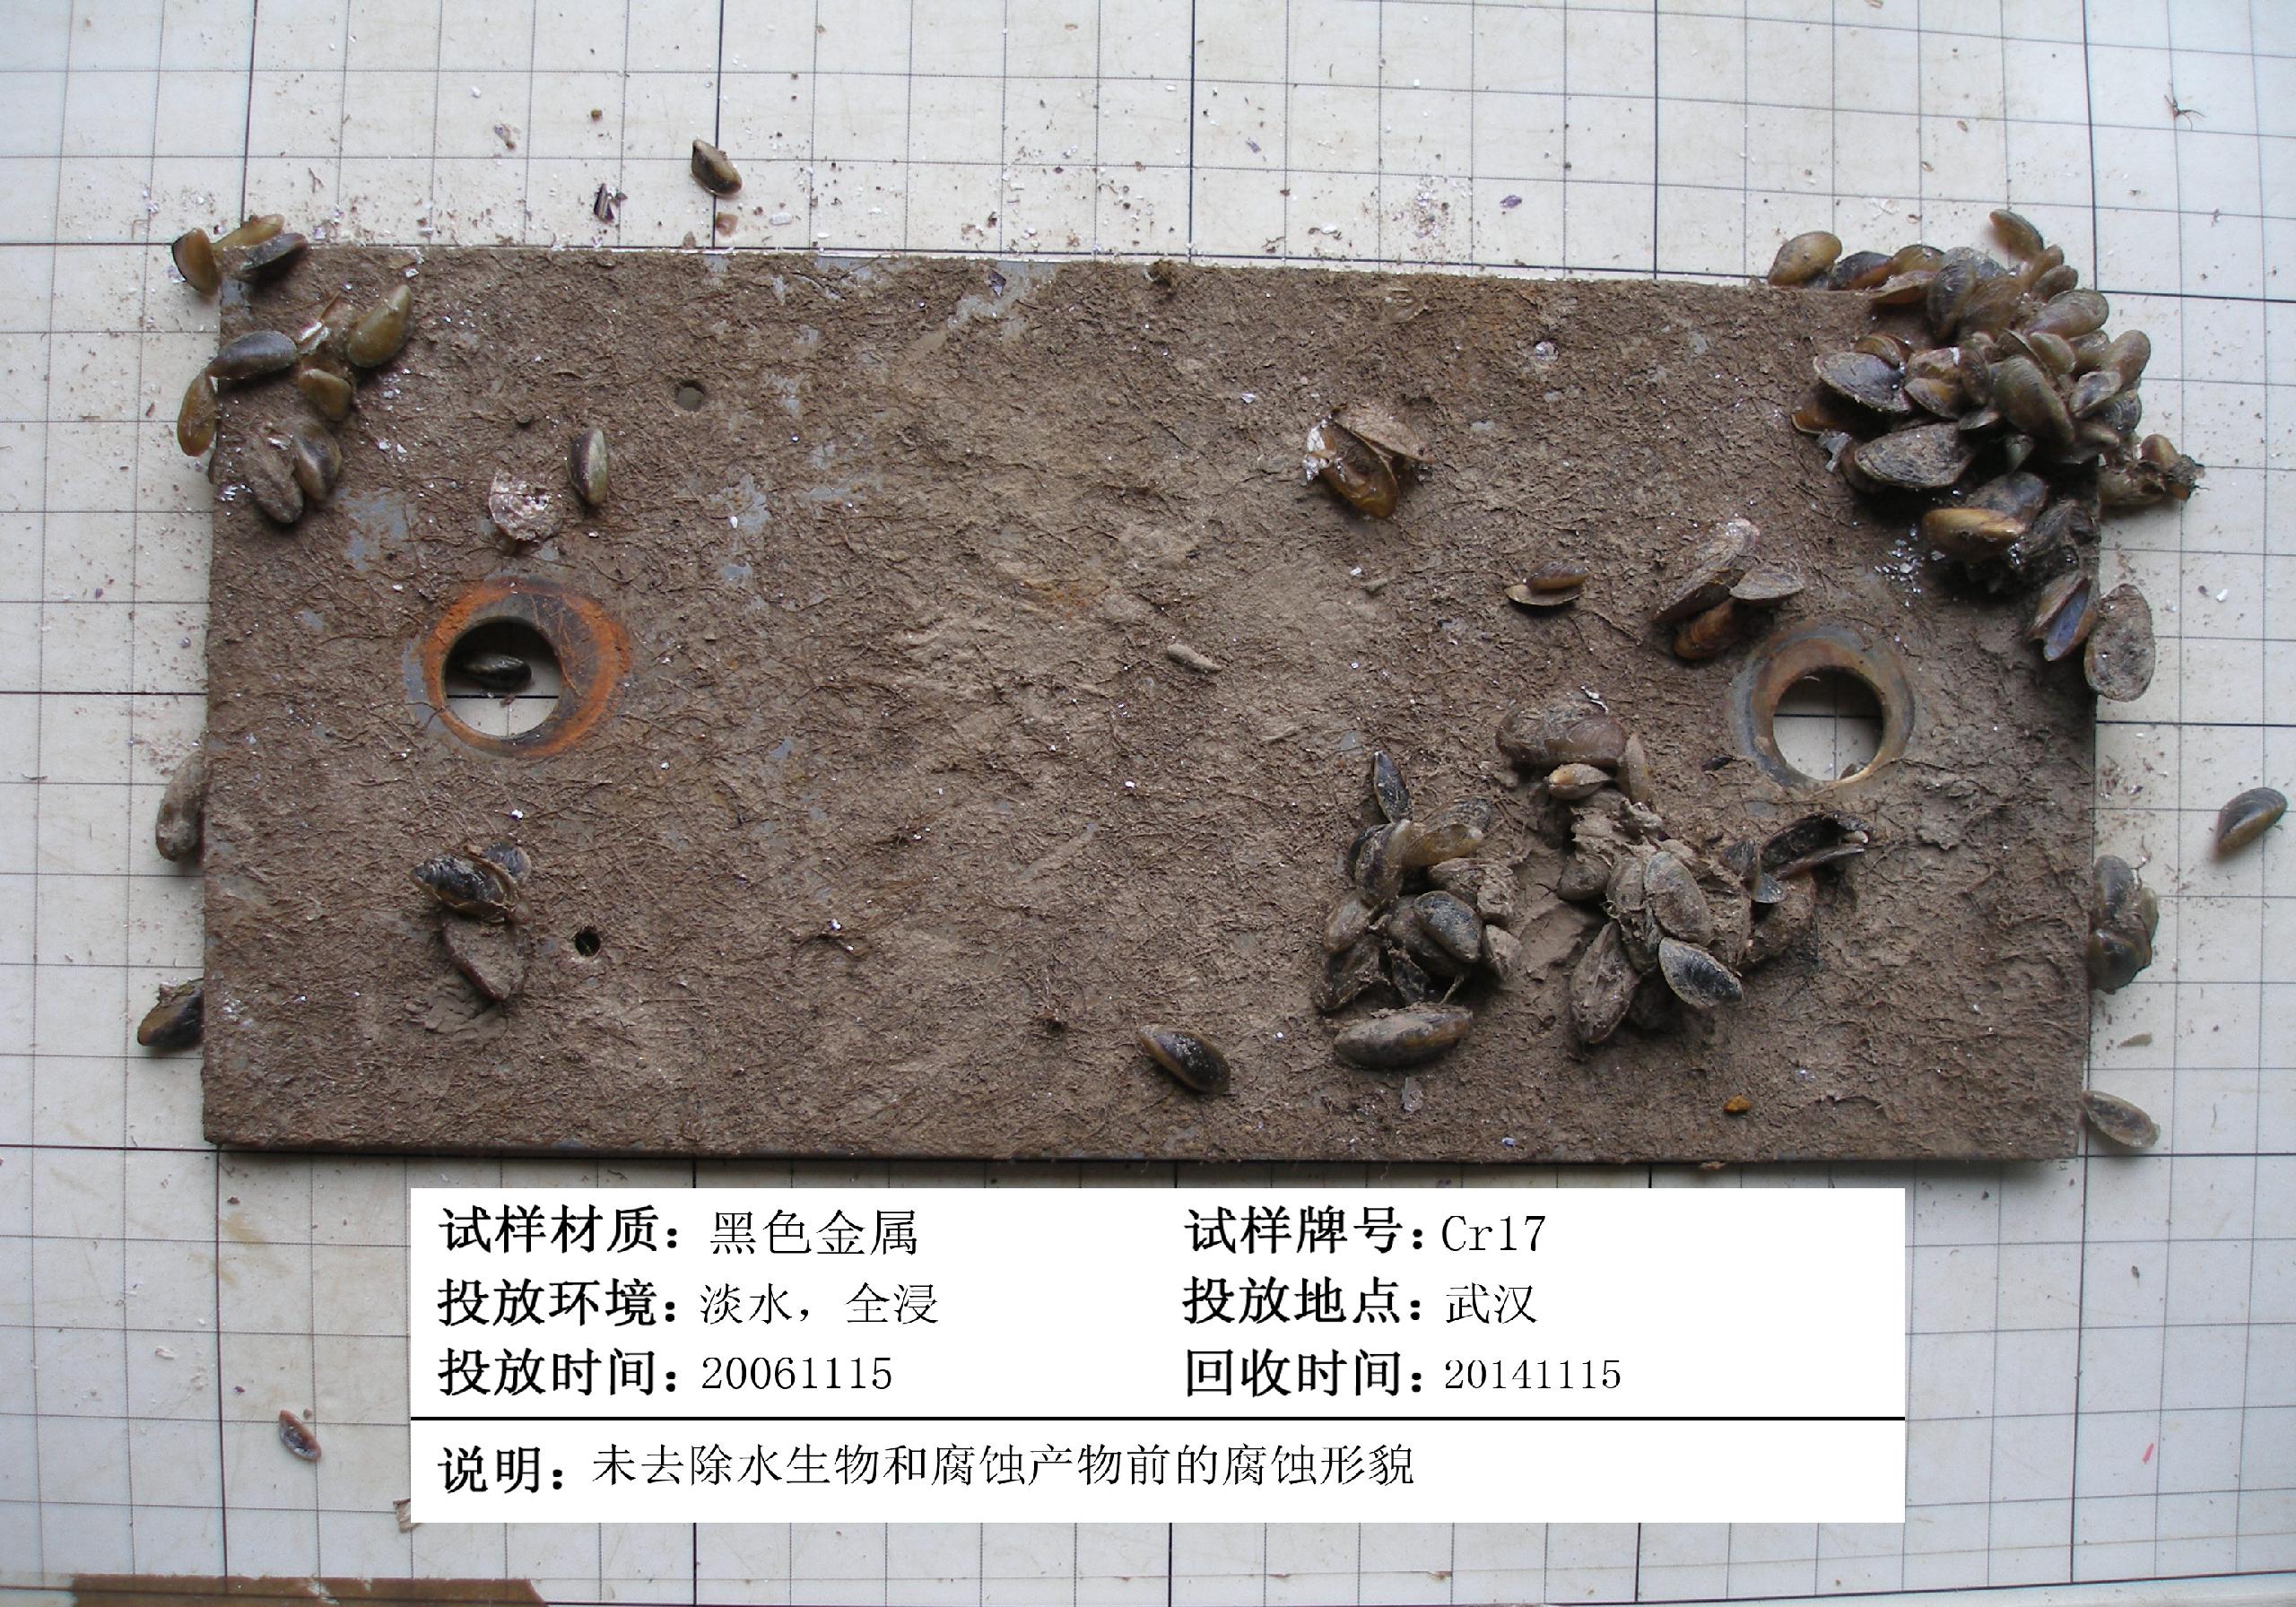 试样材质：黑色金属 试样牌号：Cr17
投放环境：淡水，全浸 投放地点：武汉
投放时间：20061115 回收时间：20141115
说明：未去除水生物和腐蚀产物前的腐蚀形貌